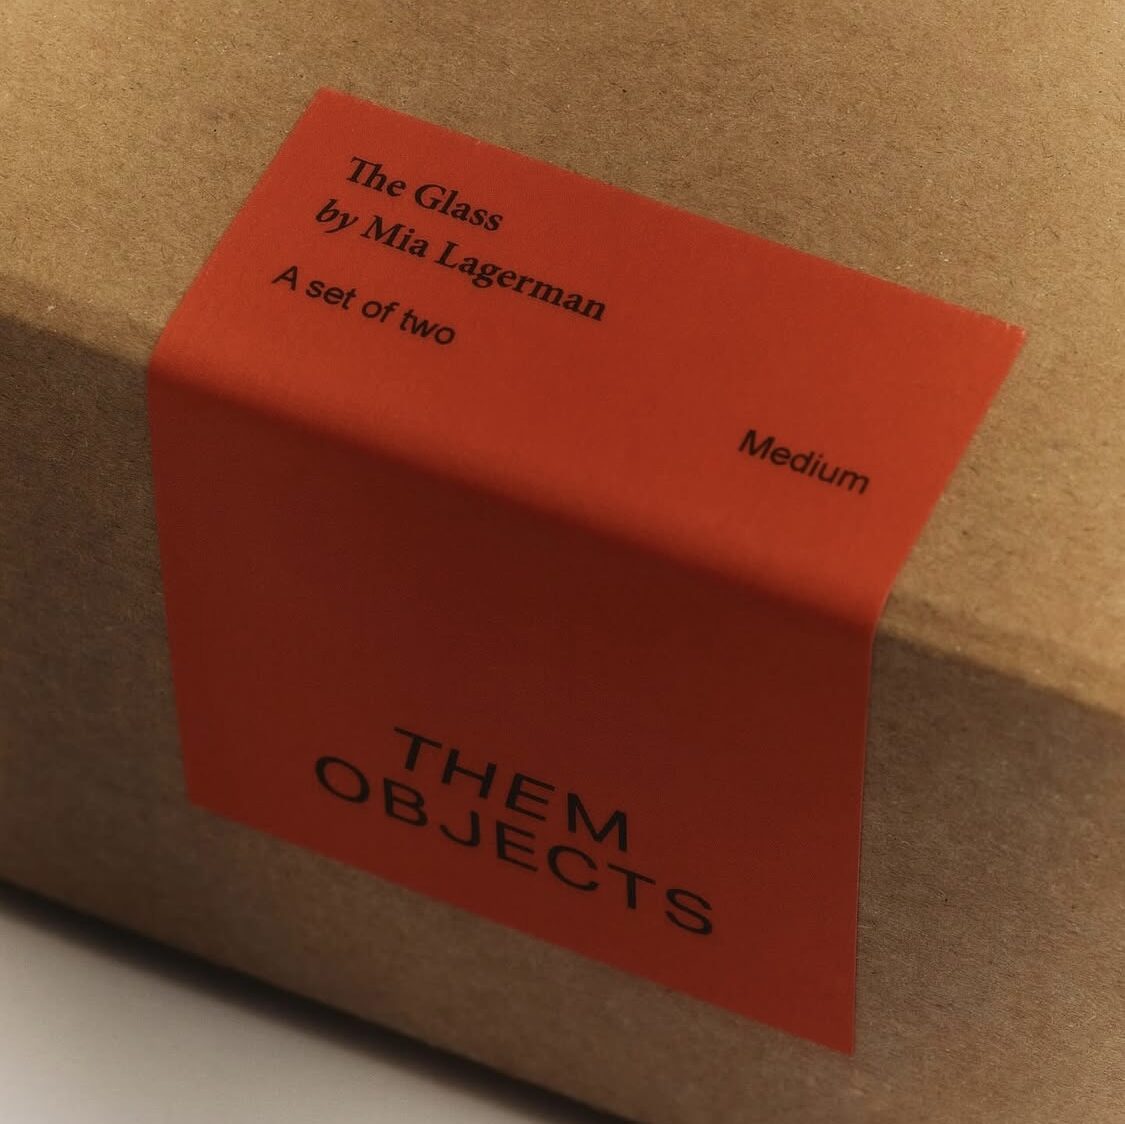 The Glass
by Mia Lagerman
A set of two
Medium
THEM
OBJECTS